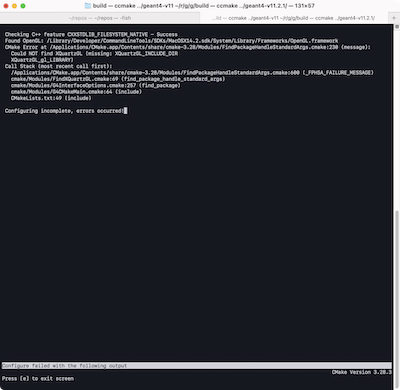 build — ccmake ../geant4-v11 ~/r/g/g/build — ccmake ../geant4-v11.2.1/ — 131×57
~/repos — ~/repos — -fish
...ld — ccmake ../geant4-v11 ~/r/g/g/build — ccmake ../geant4-v11.2.1/
+
Checking C++ feature CXXSTDLIB_FILESYSTEM_NATIVE - Success
Found OpenGL: /Library/Developer/CommandLineTools/SDKs/MacOSX14.2.sdk/System/Library/Frameworks/OpenGL.framework
CMake Error at /Applications/CMake.app/Contents/share/cmake-3.28/Modules/FindPackageHandleStandardArgs.cmake:230 (message):
Could NOT find XQuartzGL (missing: XQuartzGL_INCLUDE_DIR
XQuartzGL_gl_LIBRARY)
Call Stack (most recent call first):
/Applications/CMake.app/Contents/share/cmake-3.28/Modules/FindPackageHandleStandardArgs.cmake:600 (_FPHSA_FAILURE_MESSAGE)
cmake/Modules/FindXQuartzGL.cmake:69 (find_package_handle_standard_args)
cmake/Modules/G4InterfaceOptions.cmake:257 (find_package)
cmake/Modules/G4CMakeMain.cmake:64 (include)
CMakeLists.txt:49 (include)
Configuring incomplete, errors occurred!
Configure failed with the following output
CMake Version 3.28.3
Press [e] to exit screen